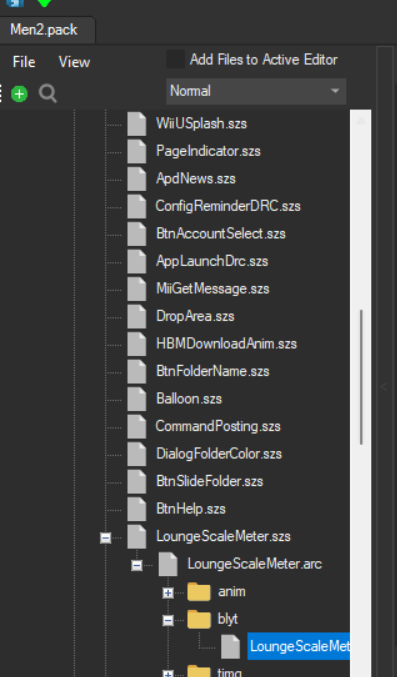 Men2.pack
File View Add Files to Active Editor
Normal
WiiUSplash.szs
PageIndicator.szs
ApdNews.szs
ConfigReminderDRC.szs
BtnAccountSelect.szs
AppLaunchDrc.szs
MiiGetMessage.szs
DropArea.szs
HBMDownloadAnim.szs
BtnFolderName.szs
Balloon.szs
CommandPosting.szs
DialogFolderColor.szs
BtnSlideFolder.szs
BtnHelp.szs
LoungeScaleMeter.szs
LoungeScaleMeter.arc
anim
blyt
LoungeScaleMet
timg